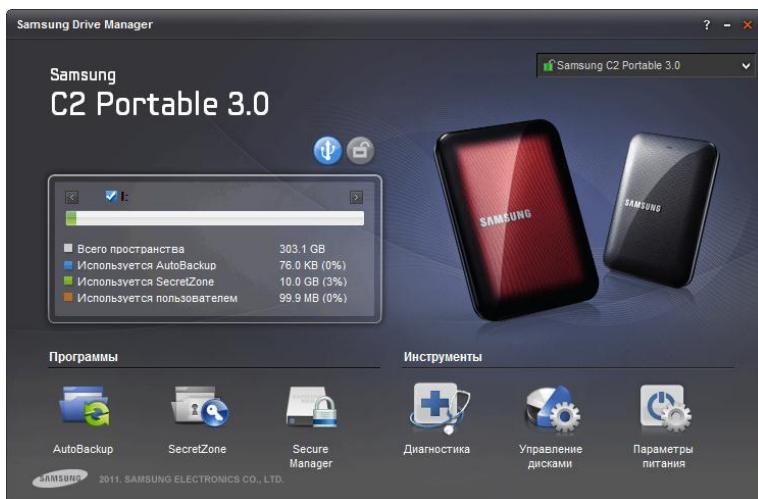 Samsung Drive Manager
?
Samsung C2 Portable 3.0
Samsung
C2 Portable 3.0
I:
Всего пространства 303.1 GB
Используется AutoBackup 76.0 KB (0%)
Используется SecretZone 10.0 GB (3%)
Используется пользователем 99.9 MB (0%)
SAMSUNG
SAMSUNG
Программы
Инструменты
AutoBackup
SecretZone
Secure
Manager
Диагностика
Управление
дисками
Параметры
питания
SAMSUNG 2011. SAMSUNG ELECTRONICS CO., LTD.